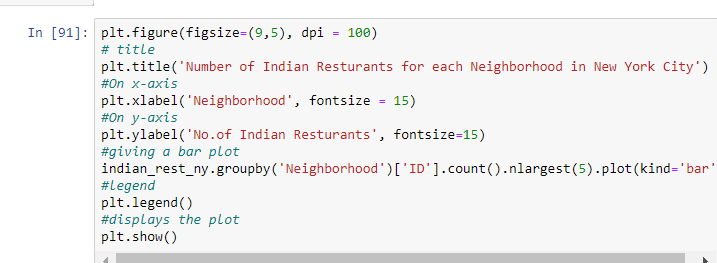 In [91]: plt.figure(figsize=(9,5), dpi = 100)
# title
plt.title('Number of Indian Resturants for each Neighborhood in New York City')
#On x-axis
plt.xlabel('Neighborhood', fontsize = 15)
#On y-axis
plt.ylabel('No.of Indian Resturants', fontsize=15)
#giving a bar plot
indian_rest_ny.groupby('Neighborhood')['ID'].count().nlargest(5).plot(kind='bar'
#legend
plt.legend()
#displays the plot
plt.show()